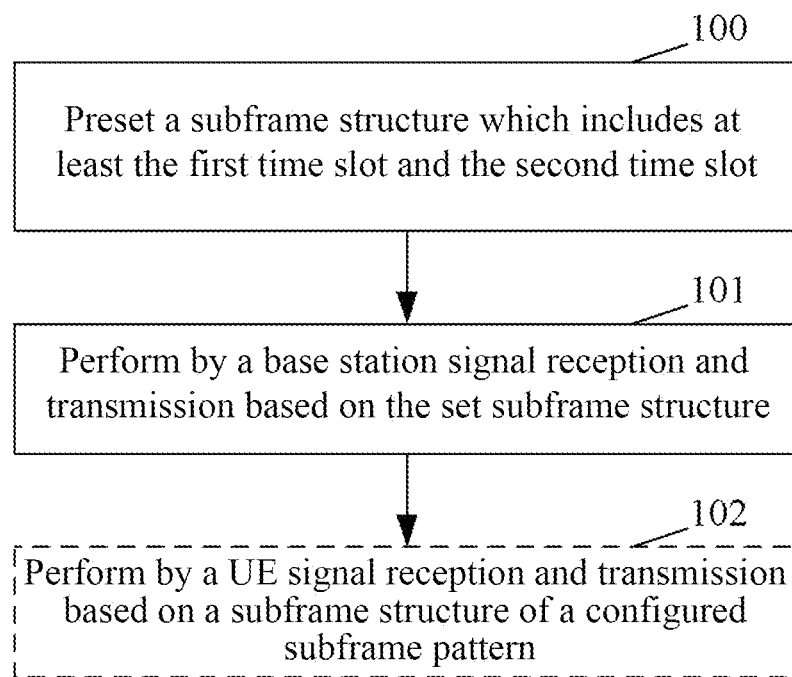 100
Preset a subframe structure which includes at
least the first time slot and the second time slot
101
Perform by a base station signal reception and
transmission based on the set subframe structure
102
Perform by a UE signal reception and transmission
based on a subframe structure of a configured
subframe pattern